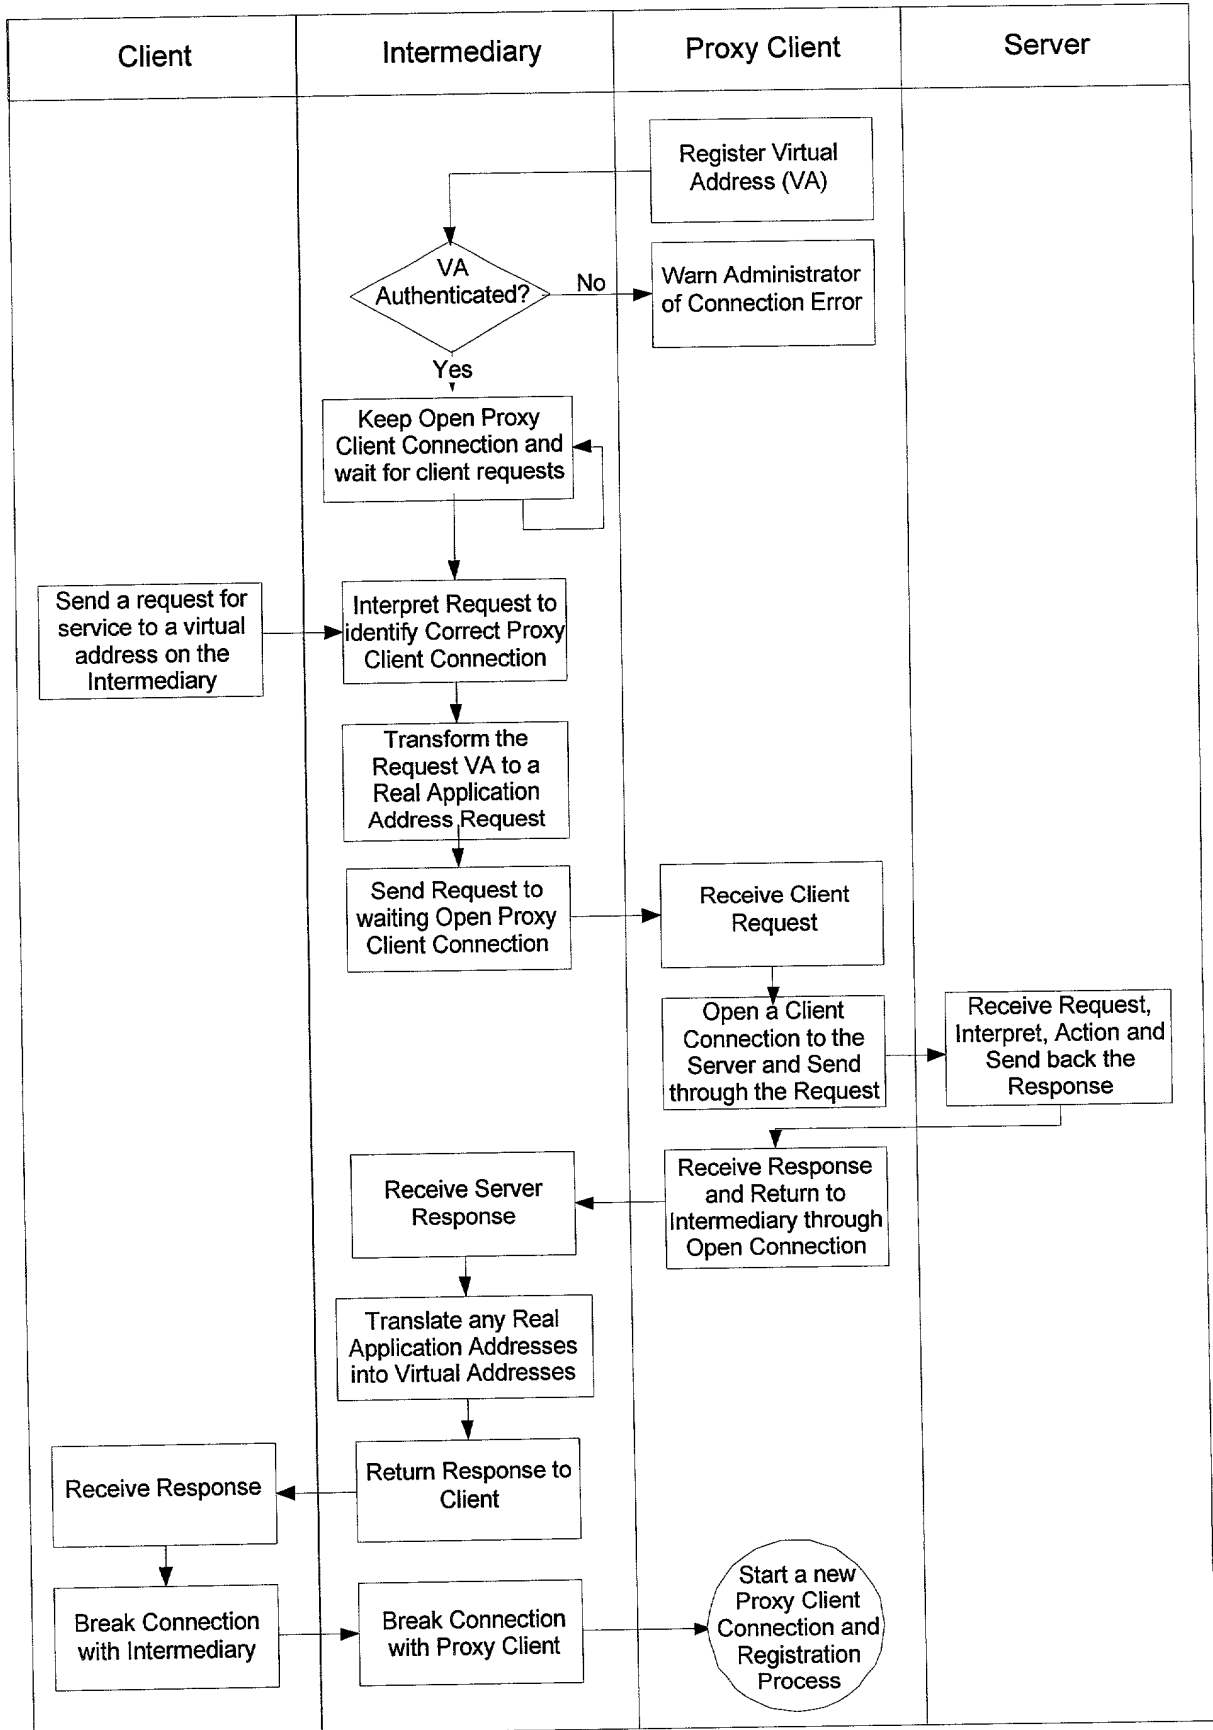 Client
Intermediary
Proxy Client
Server
Register Virtual
Address (VA)
VA
Authenticated?
No
Warn Administrator
of Connection Error
Yes
Keep Open Proxy
Client Connection and
wait for client requests
Send a request for
service to a virtual
address on the
Intermediary
Interpret Request to
identify Correct Proxy
Client Connection
Transform the
Request VA to a
Real Application
Address Request
Send Request to
waiting Open Proxy
Client Connection
Receive Client
Request
Open a Client
Connection to the
Server and Send
through the Request
Receive Request,
Interpret, Action and
Send back the
Response
Receive Response
and Return to
Intermediary through
Open Connection
Receive Server
Response
Translate any Real
Application Addresses
into Virtual Addresses
Return Response to
Client
Receive Response
Break Connection
with Intermediary
Break Connection
with Proxy Client
Start a new
Proxy Client
Connection and
Registration
Process